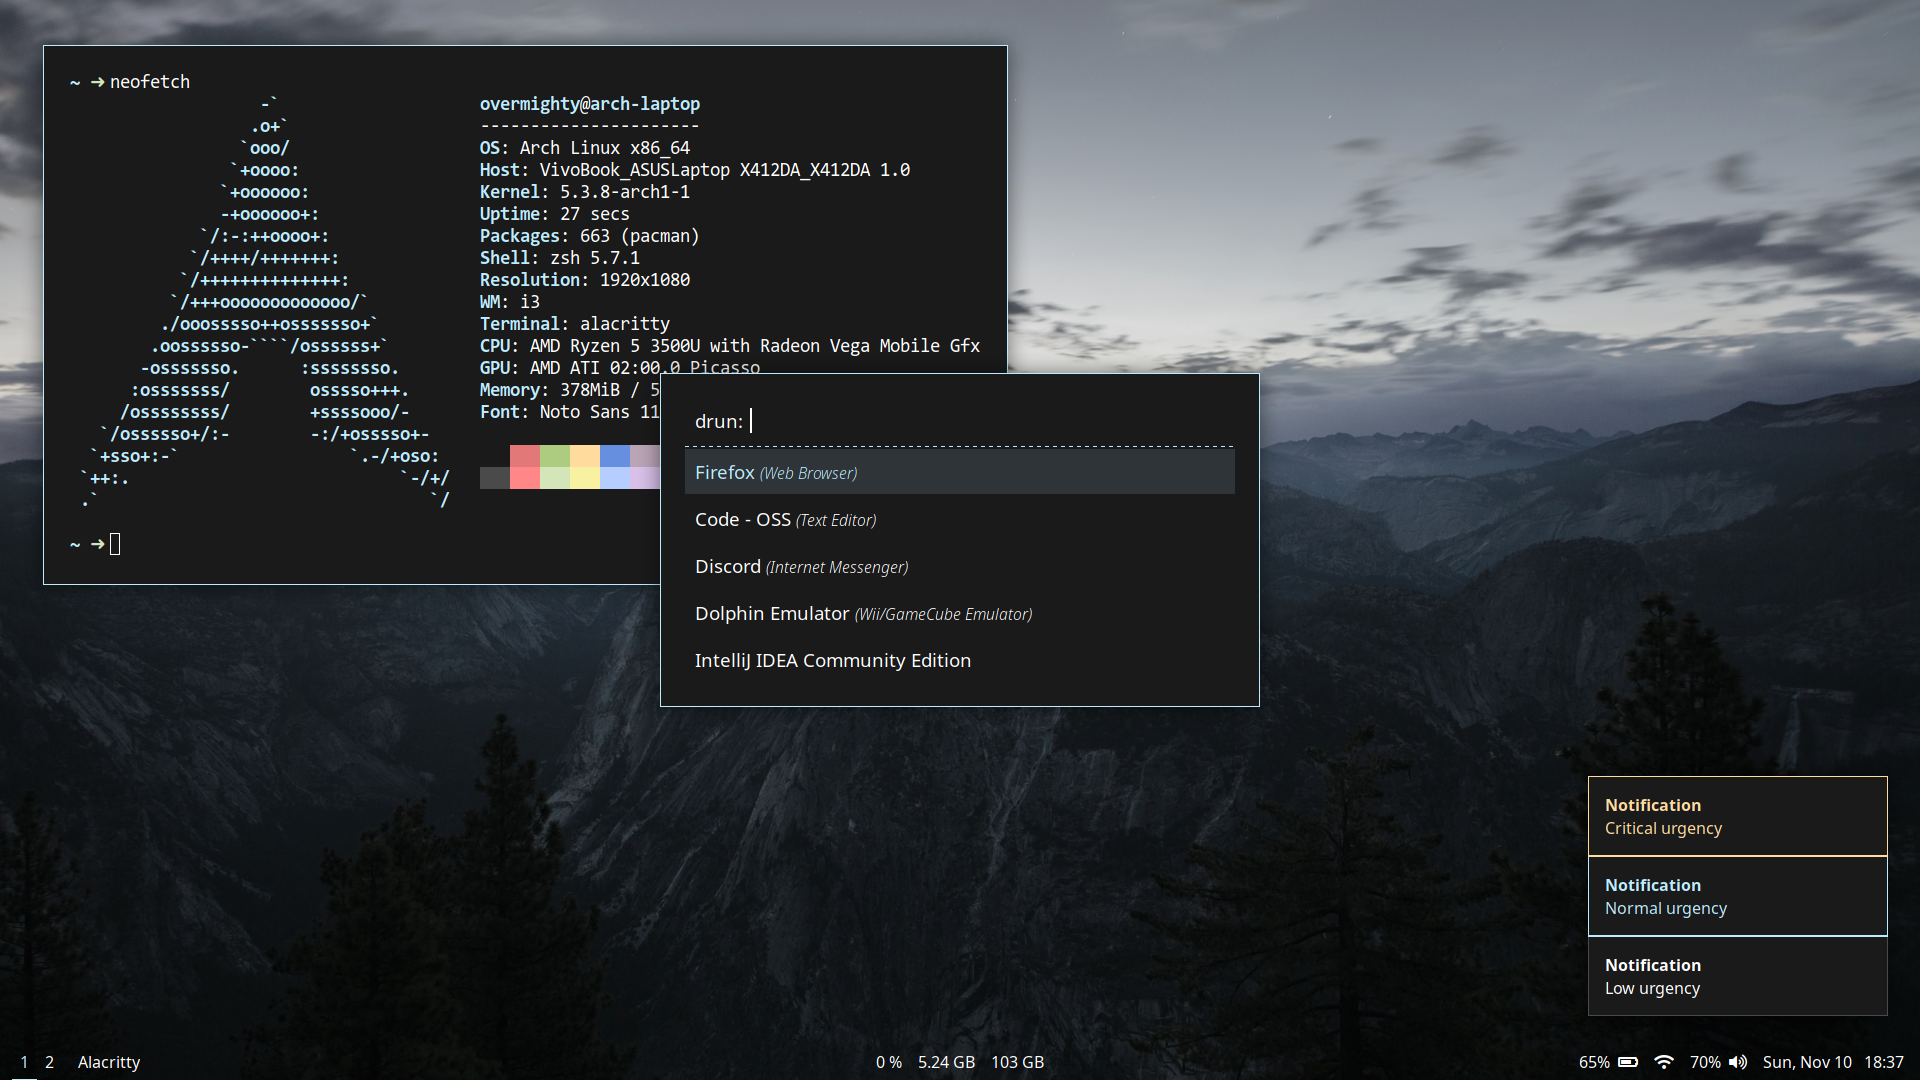 ~ ➜ neofetch
-`
.o+`
`ooo/
`+oooo:
`+oooooo:
-+oooooo+:
`/:-:++oooo+:
`/++++/+++++++:
`/++++++++++++++:
`/+++ooooooooooooo/`
./ooosssso++osssssso+`
.oossssso-````/ossssss+`
-osssssso.      :ssssssso.
:osssssss/        osssso+++.
/ossssssss/        +ssssooo/-
`/ossssso+/:-        -:/+osssso+-
`+sso+:-`                 `.-/+oso:
`++:.                           `-/+/
.`                                 `/
overmighty@arch-laptop
----------------------
OS: Arch Linux x86_64
Host: VivoBook_ASUSLaptop X412DA_X412DA 1.0
Kernel: 5.3.8-arch1-1
Uptime: 27 secs
Packages: 663 (pacman)
Shell: zsh 5.7.1
Resolution: 1920x1080
WM: i3
Terminal: alacritty
CPU: AMD Ryzen 5 3500U with Radeon Vega Mobile Gfx
GPU: AMD ATI 02:00.0 Picasso
Memory: 378MiB / 5
Font: Noto Sans 11
~ ➜
drun:
Firefox (Web Browser)
Code - OSS (Text Editor)
Discord (Internet Messenger)
Dolphin Emulator (Wii/GameCube Emulator)
IntelliJ IDEA Community Edition
Notification
Critical urgency
Notification
Normal urgency
Notification
Low urgency
1 2 Alacritty
0 % 5.24 GB 103 GB
65% 70% Sun, Nov 10 18:37